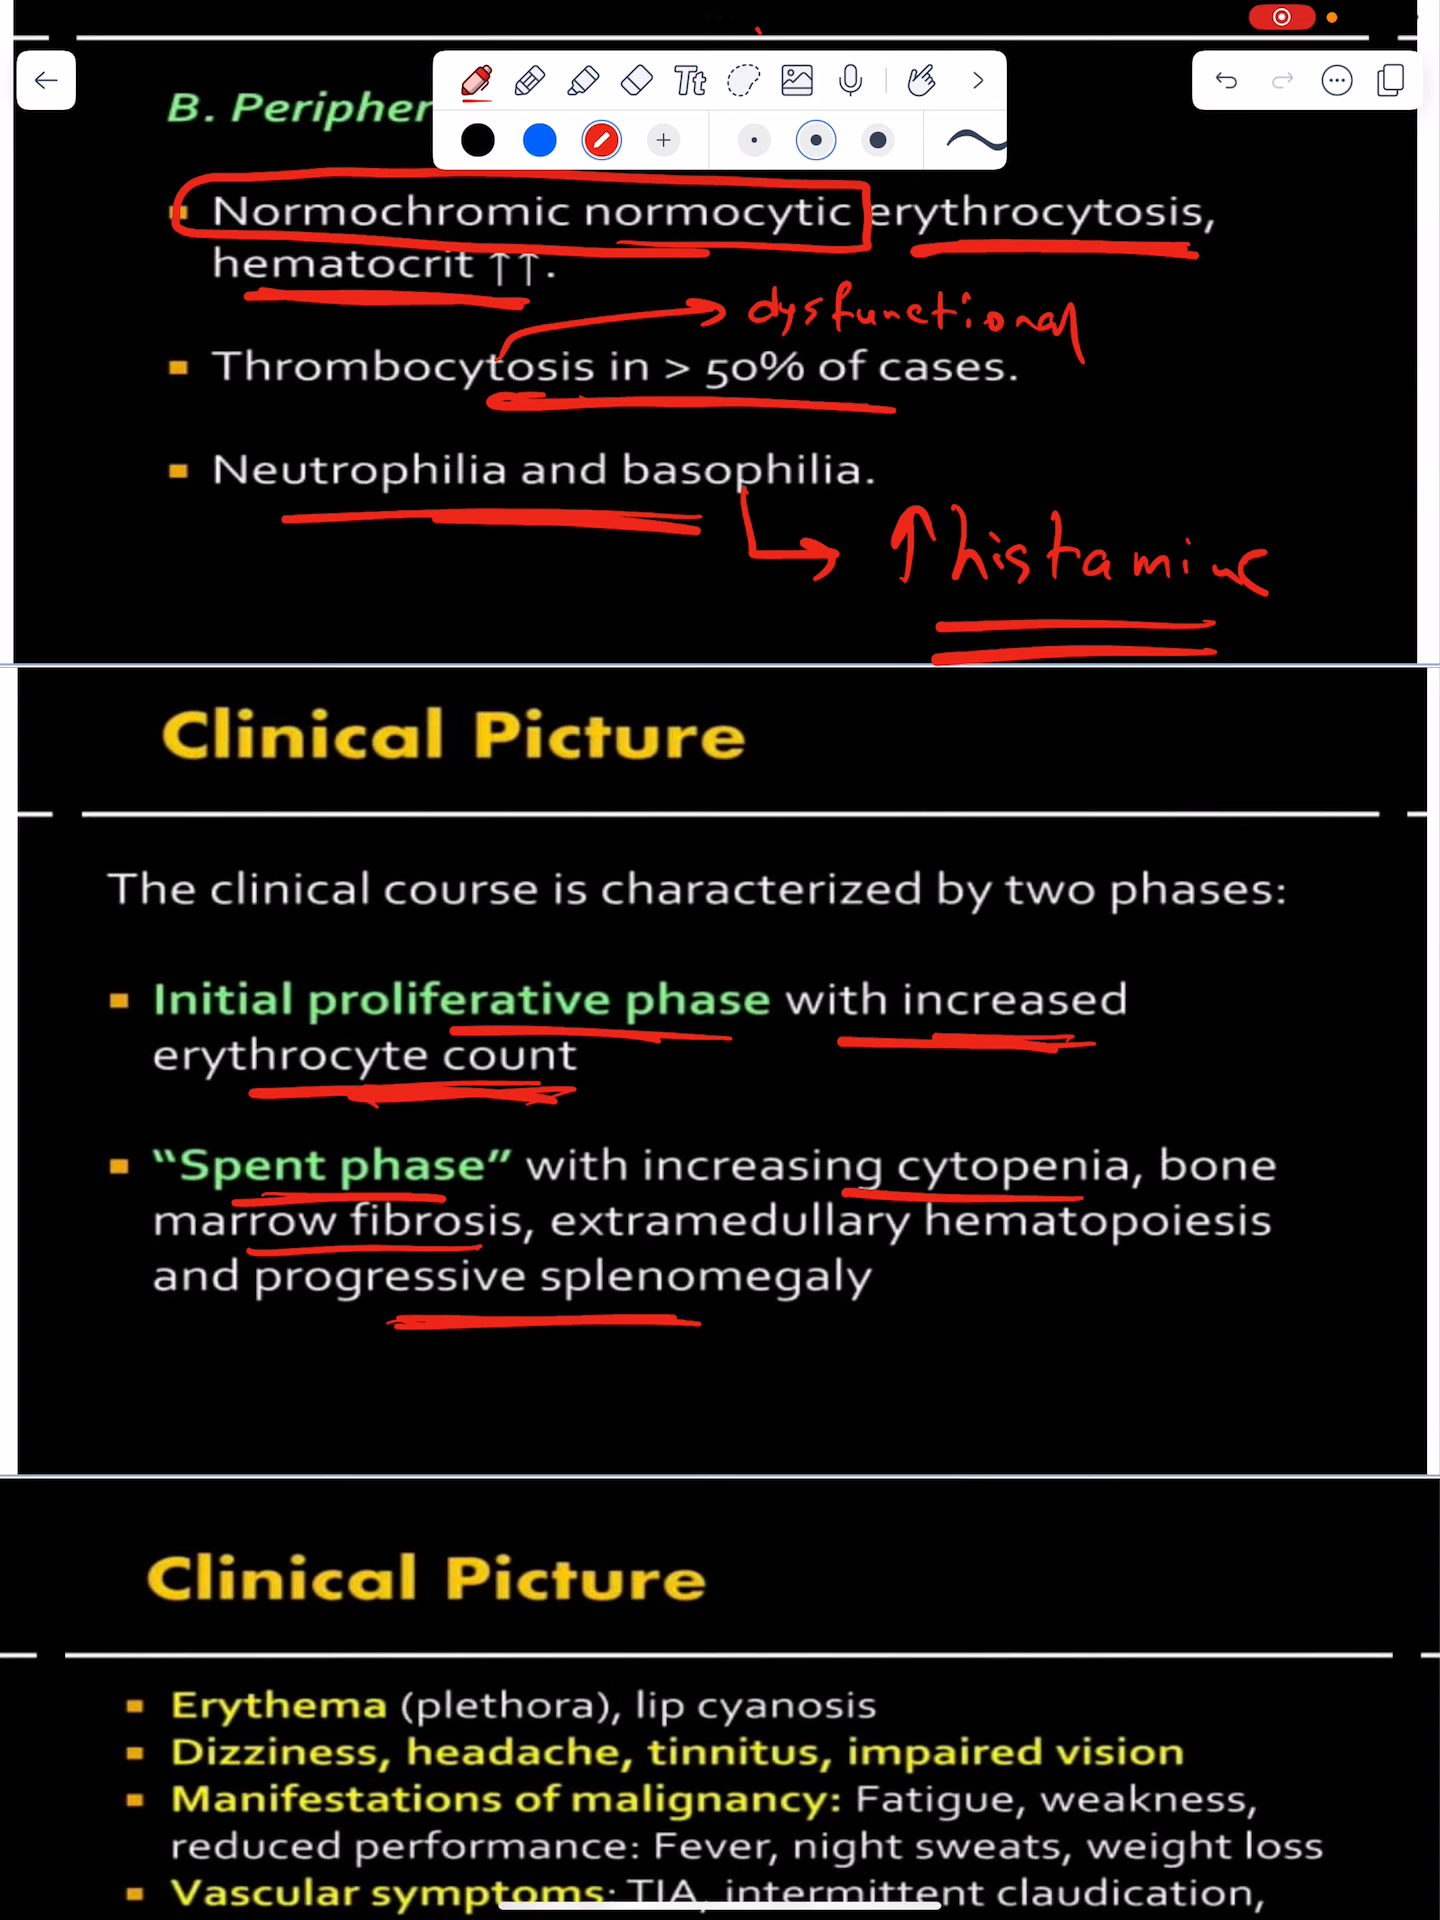 B. Peripher
Tt
Normochromic normocytic erythrocytosis,
hematocrit ↑↑.
dysfunctional
Thrombocytosis in > 50% of cases.
Neutrophilia and basophilia.
↑ histamine
Clinical Picture
The clinical course is characterized by two phases:
Initial proliferative phase with increased
erythrocyte count
“Spent phase” with increasing cytopenia, bone
marrow fibrosis, extramedullary hematopoiesis
and progressive splenomegaly
Clinical Picture
Erythema (plethora), lip cyanosis
Dizziness, headache, tinnitus, impaired vision
Manifestations of malignancy: Fatigue, weakness,
reduced performance: Fever, night sweats, weight loss
Vascular symptoms: TIA, intermittent claudication,